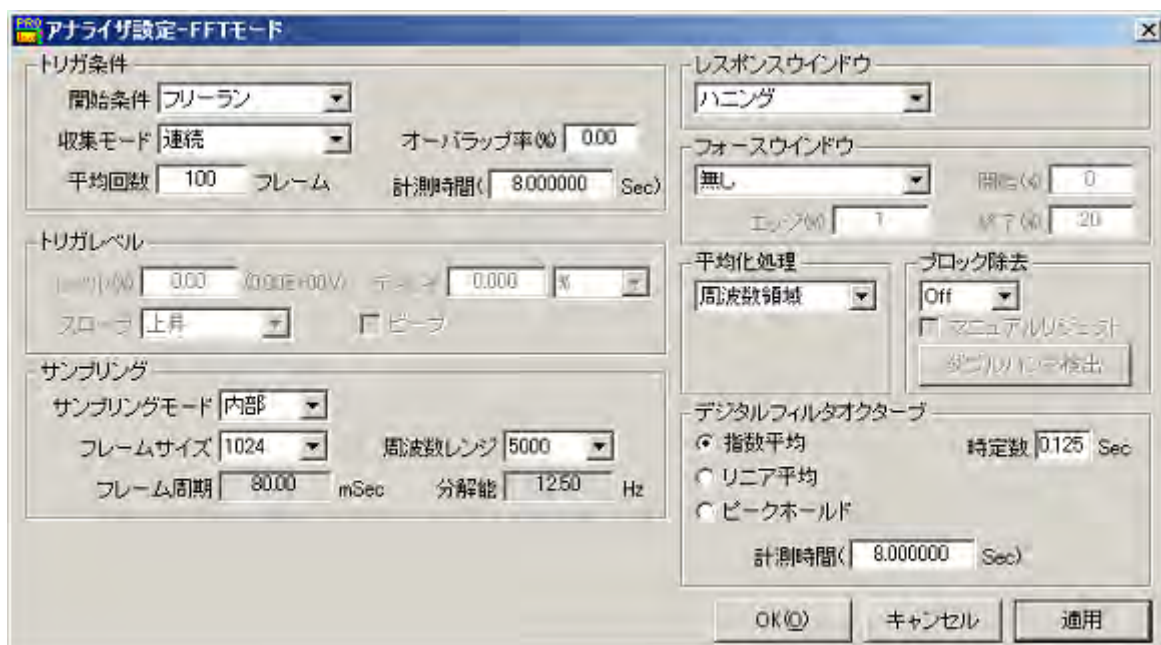 アナライザ設定-FFTモード
トリガ条件
開始条件 フリーラン
収集モード 連続 オーバラップ率(%) 0.00
平均回数 100 フレーム 計測時間( 8.000000 Sec)
トリガレベル
0.00 (0.00E+00V) 0.000 %
スロープ 上昇 ビープ
サンプリング
サンプリングモード 内部
フレームサイズ 1024 周波数レンジ 5000
フレーム周期 80.00 mSec 分解能 12.50 Hz
レスポンスウインドウ
ハニング
フォースウインドウ
無し 開始(%) 0
エッジ(%) 1 終了(%) 20
平均化処理
周波数領域
ブロック除去
Off
マニュアルリジェクト
ダブルハンマ検出
デジタルフィルタオクターブ
指数平均 時定数 0.125 Sec
リニア平均
ピークホールド
計測時間( 8.000000 Sec)
OK(O) キャンセル 適用